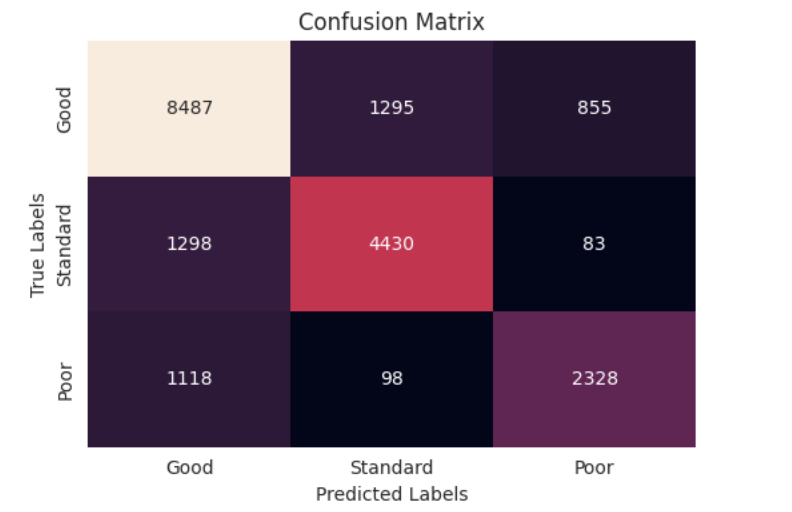 Confusion Matrix
Good
8487 1295 855
True Labels
Standard
1298 4430 83
Poor
1118 98 2328
Good Standard Poor
Predicted Labels